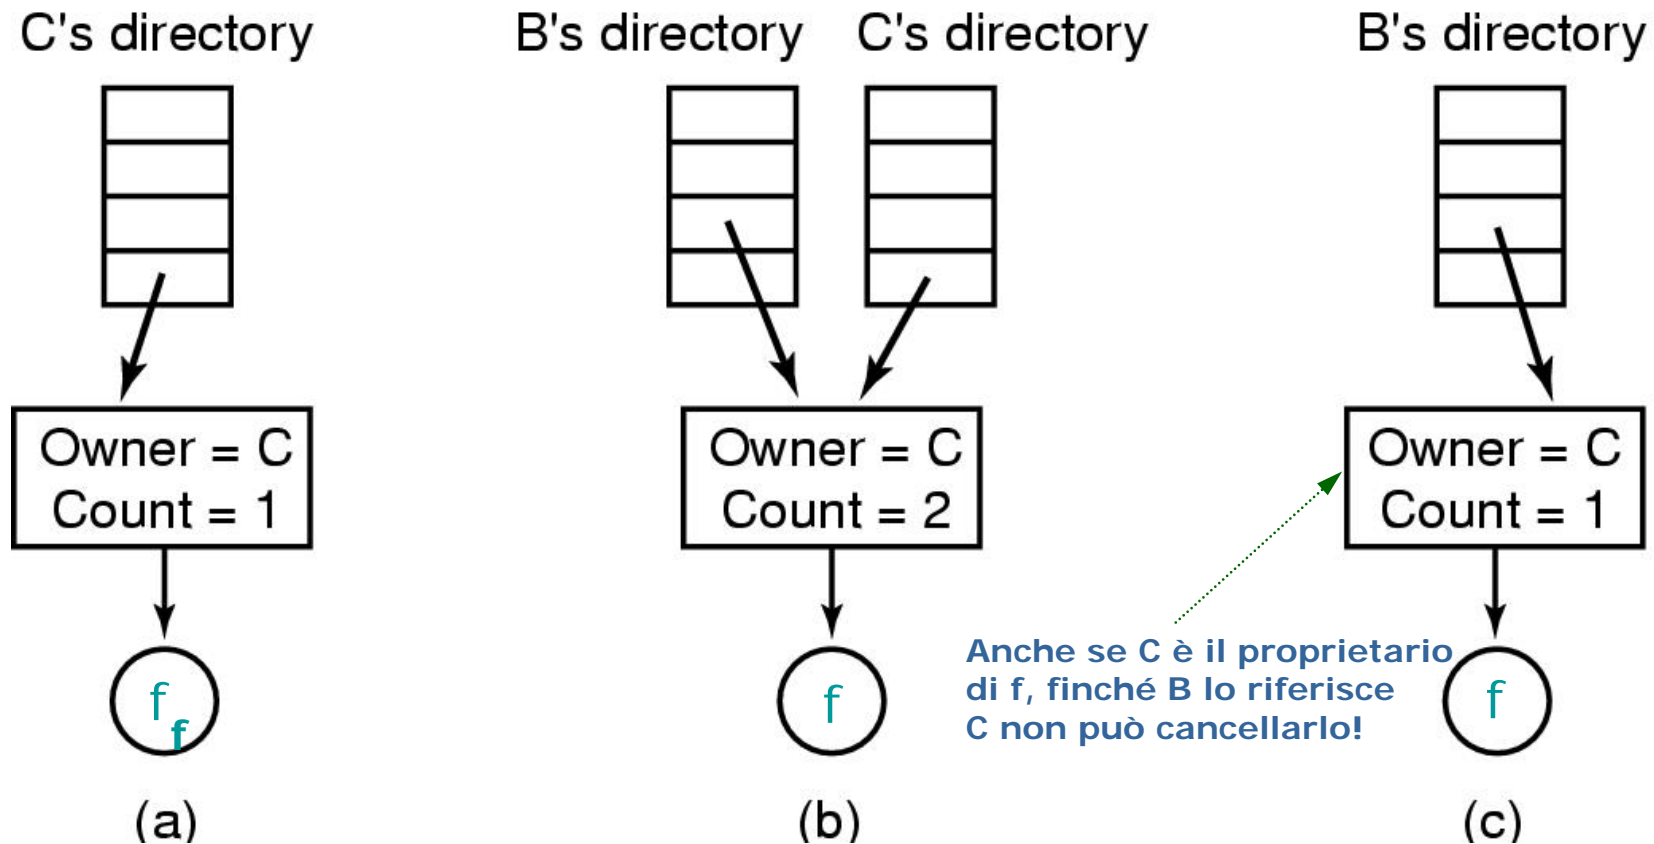 C's directory
B's directory
C's directory
B's directory
Owner = C
Count = 1
Owner = C
Count = 2
Owner = C
Count = 1
f
f
f
Anche se C è il proprietario
di f, finché B lo riferisce
C non può cancellarlo!
f
(a)
(b)
(c)